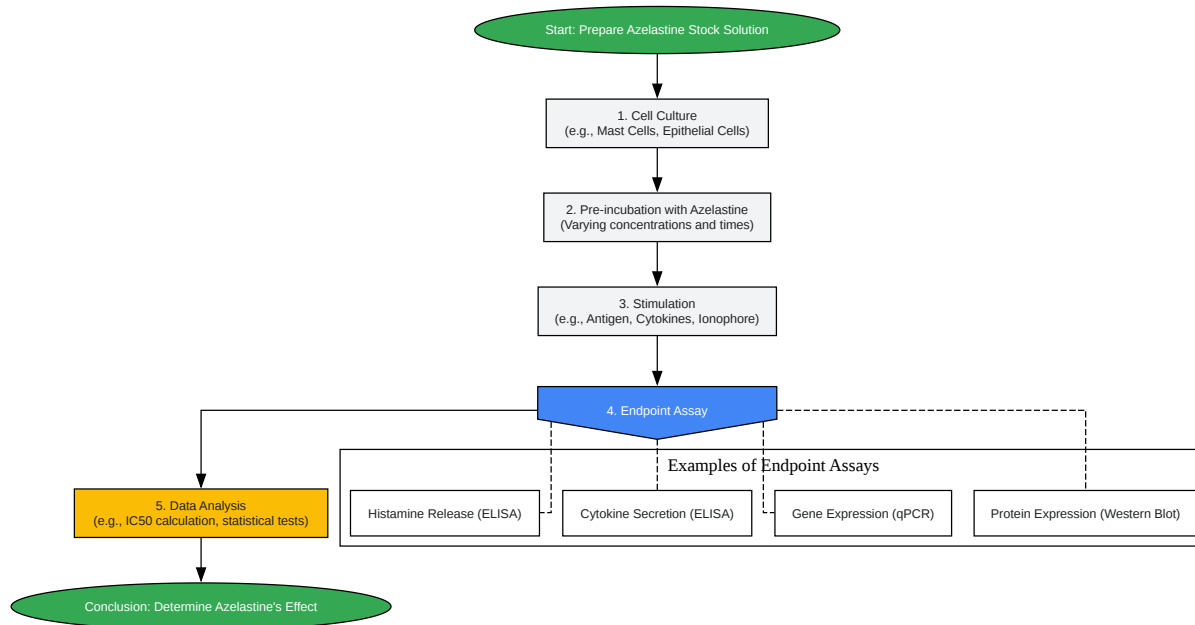 Start: Prepare Azelastine Stock Solution
1. Cell Culture
(e.g., Mast Cells, Epithelial Cells)
2. Pre-incubation with Azelastine
(Varying concentrations and times)
3. Stimulation
(e.g., Antigen, Cytokines, Ionophore)
4. Endpoint Assay
Examples of Endpoint Assays
Histamine Release (ELISA)
Cytokine Secretion (ELISA)
Gene Expression (qPCR)
Protein Expression (Western Blot)
5. Data Analysis
(e.g., IC50 calculation, statistical tests)
Conclusion: Determine Azelastine's Effect